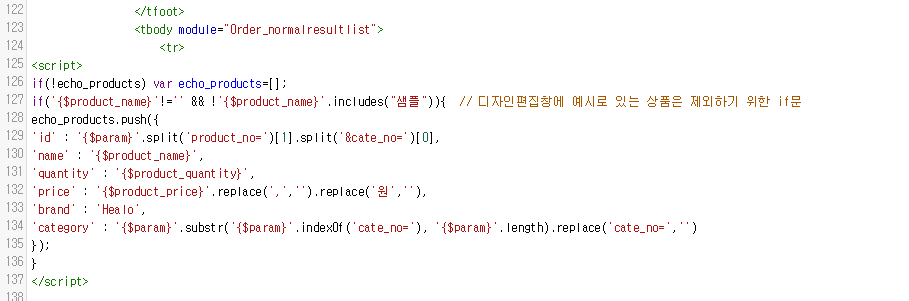 122 </tfoot>
123 <tbody module="Order_normalresultlist">
124 <tr>
125 <script>
126 if(!echo_products) var echo_products=[];
127 if('{$product_name}'!='' && !'{$product_name}'.includes("샘플")){ // 디자인편집창에 예시로 있는 상품은 제외하기 위한 if문
128 echo_products.push({
129 'id' : '{$param}'.split('product_no=')[1].split('&cate_no=')[0],
130 'name' : '{$product_name}',
131 'quantity' : '{$product_quantity}',
132 'price' : '{$product_price}'.replace(',','').replace('원',''),
133 'brand' : 'Healo',
134 'category' : '{$param}'.substr('{$param}'.indexOf('cate_no='), '{$param}'.length).replace('cate_no=','')
135 });
136 }
137 </script>
138